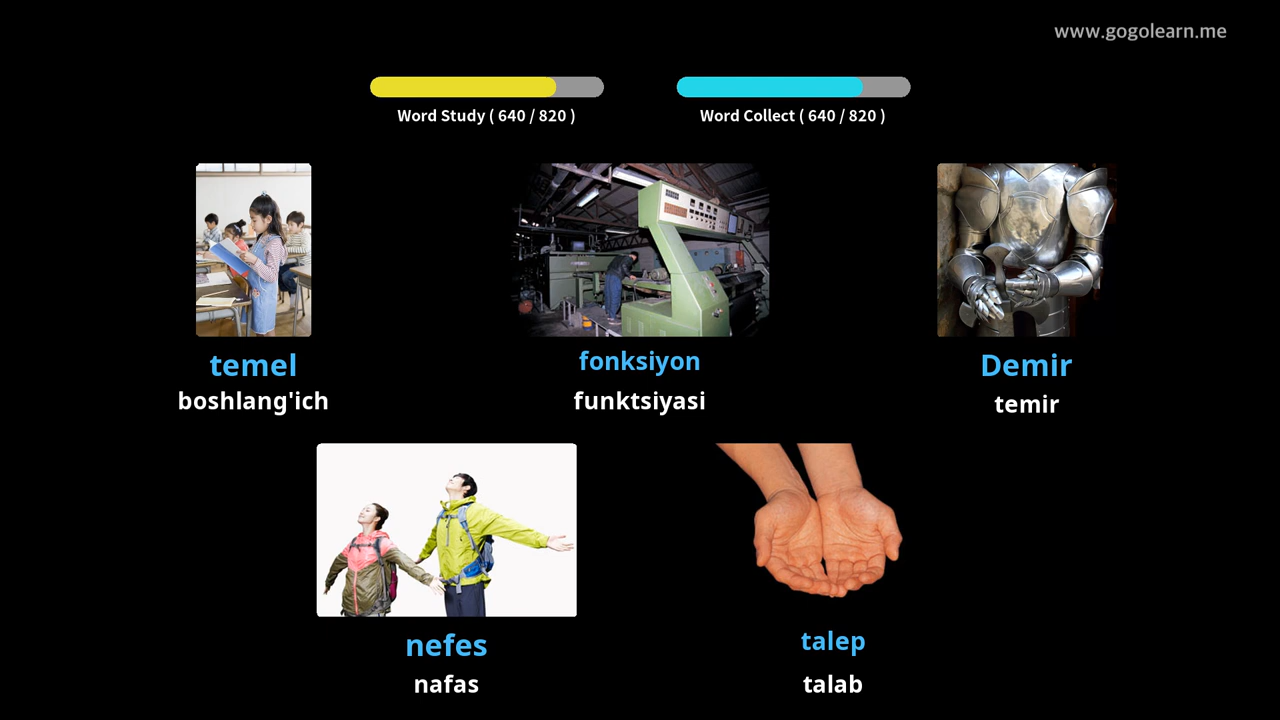 www.gogolearn.me
Word Study ( 640 / 820 )
Word Collect ( 640 / 820 )
temel
boshlang'ich
fonksiyon
funktsiyasi
Demir
temir
nefes
nafas
talep
talab